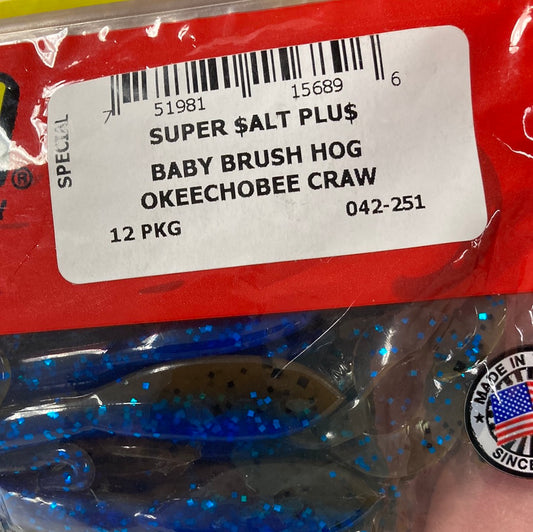 7 51981 15689 6
SPECIAL
SUPER $ALT PLU$
BABY BRUSH HOG
OKEECHOBEE CRAW
12 PKG 042-251
®
MADE IN
SINCE